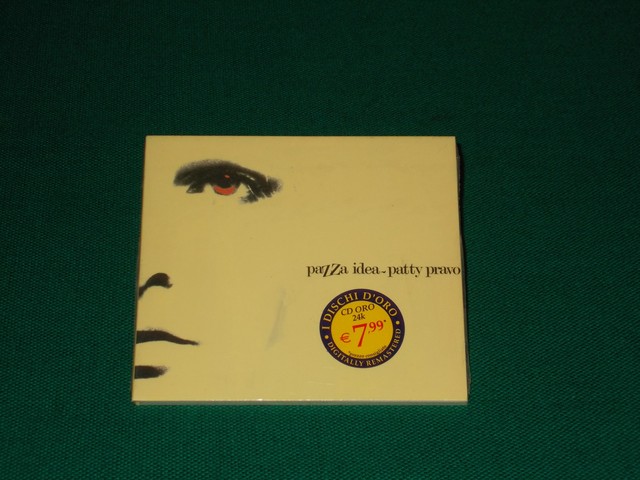 paZZa idea~patty pravo
I DISCHI D'ORO
CD ORO
24k
€7,99*
DIGITALLY REMASTERED